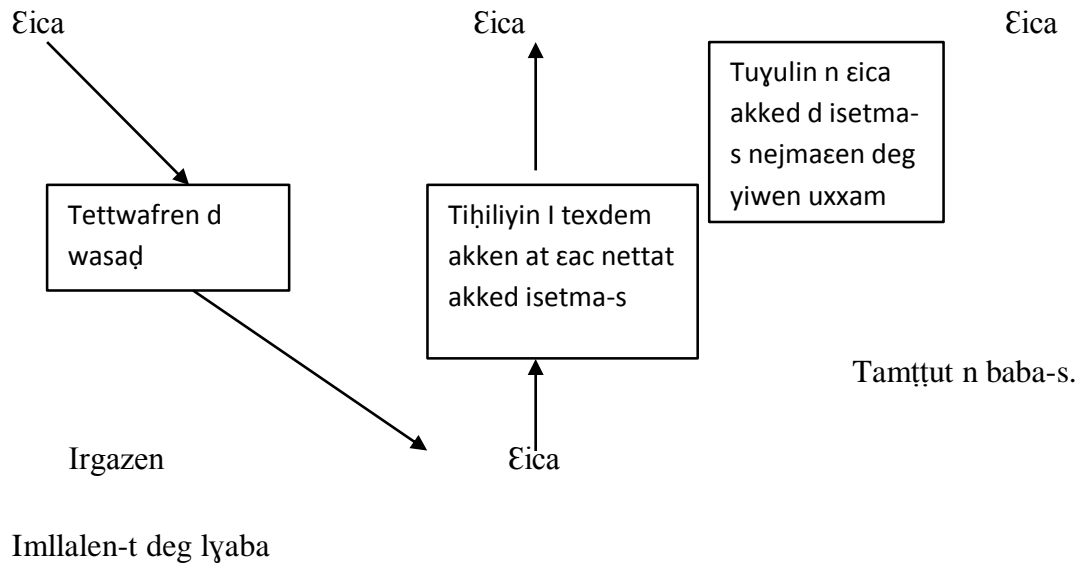 Ɛica
Ɛica
Ɛica
Tuɣulin n ɛica
akked d isetma-
s nejmaɛen deg
yiwen uxxam
Tettwafren d
wasaḍ
Tiḥiliyin I texdem
akken at ɛac nettat
akked isetma-s
Tamṭṭut n baba-s.
Irgazen
Ɛica
Imllalen-t deg lɣaba